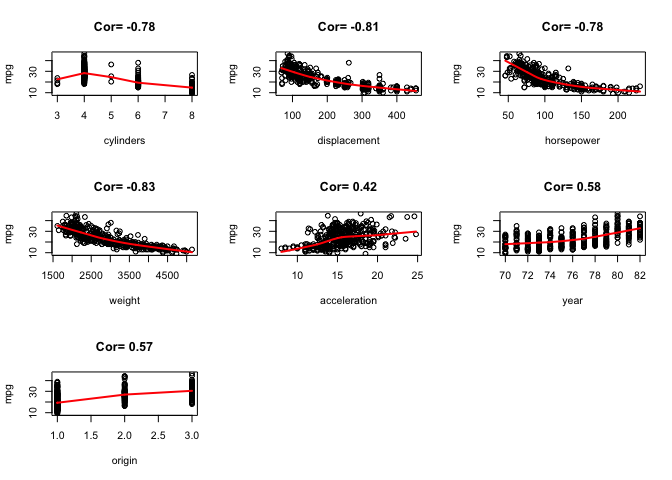 Cor= -0.78
mpg
10 30
3 4 5 6 7 8
cylinders
Cor= -0.81
mpg
10 30
100 200 300 400
displacement
Cor= -0.78
mpg
10 30
50 100 150 200
horsepower
Cor= -0.83
mpg
10 30
1500 2500 3500 4500
weight
Cor= 0.42
mpg
10 30
10 15 20 25
acceleration
Cor= 0.58
mpg
10 30
70 72 74 76 78 80 82
year
Cor= 0.57
mpg
10 30
1.0 1.5 2.0 2.5 3.0
origin